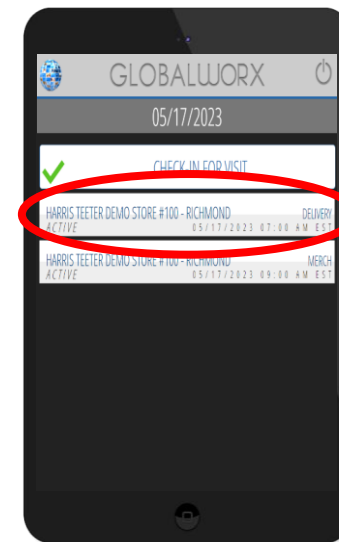 GLOBALWORX
05/17/2023
CHECK-IN FOR VISIT
HARRIS TEETER DEMO STORE #100 - RICHMOND DELIVERY
ACTIVE 05/17/2023 07:00 AM EST
HARRIS TEETER DEMO STORE #100 - RICHMOND MERCH
ACTIVE 05/17/2023 09:00 AM EST